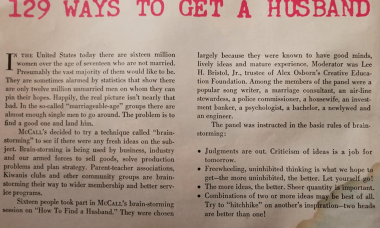 129 WAYS TO GET A HUSBAND
IN THE United States today there are sixteen million
women over the age of seventeen who are not married.
Presumably the vast majority of them would like to be.
They are sometimes alarmed by statistics that show there
are only twelve million unmarried men on whom they can
pin their hopes. Happily, the real picture isn't nearly that
bad. In the so-called "marriageable-age" groups there are
almost enough single men to go around. The problem is to
find a good one and land him.
McCALL'S decided to try a technique called "brain-
storming" to see if there were any fresh ideas on the sub-
ject. Brain-storming is being used by business, industry
and our armed forces to sell goods, solve production
problems and plan strategy. Parent-teacher associations,
Kiwanis clubs and other community groups are brain-
storming their way to wider membership and better serv-
ice programs.
Sixteen people took part in McCALL'S brain-storming
session on "How To Find a Husband." They were chosen
largely because they were known to have good minds,
lively ideas and mature experience. Moderator was Lee
H. Bristol, Jr., trustee of Alex Osborn's Creative Educa-
tion Foundation. Among the members of the panel were a
popular song writer, a marriage consultant, an air-line
stewardess, a police commissioner, a housewife, an invest-
ment banker, a psychologist, a bachelor, a newlywed and
an engineer.
The panel was instructed in the basic rules of brain-
storming:
• Judgments are out. Criticism of ideas is a job for
tomorrow.
• Freewheeling, uninhibited thinking is what we hope to
get—the more uninhibited, the better. Let yourself go!
• The more ideas, the better. Sheer quantity is important.
• Combinations of two or more ideas may be best of all.
Try to "hitchhike" on another's inspiration—two heads
are better than one!